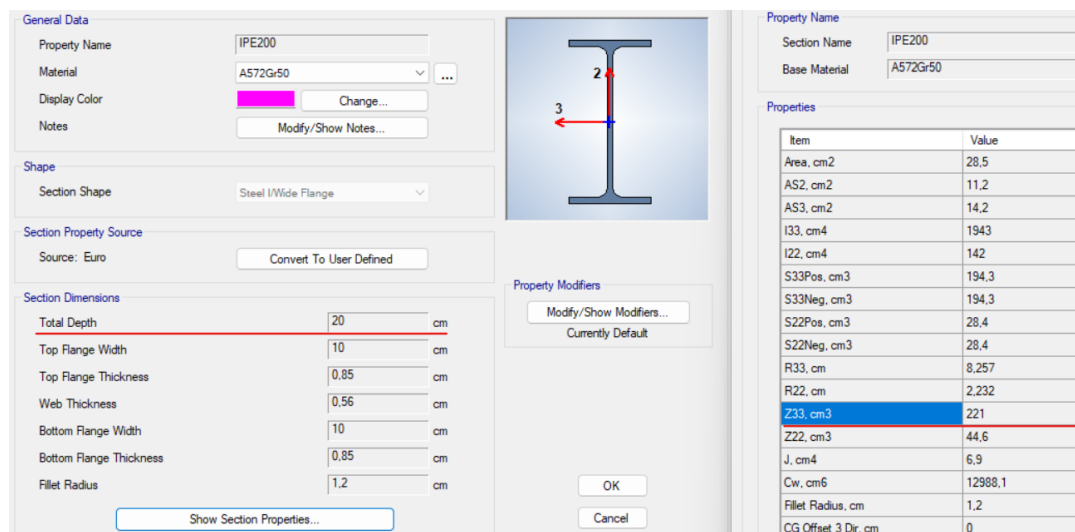 General Data
Property Name IPE200
Material A572Gr50 ...
Display Color Change...
Notes Modify/Show Notes...
Shape
Section Shape Steel I/Wide Flange
Section Property Source
Source: Euro Convert To User Defined
Section Dimensions
Total Depth 20 cm
Top Flange Width 10 cm
Top Flange Thickness 0,85 cm
Web Thickness 0,56 cm
Bottom Flange Width 10 cm
Bottom Flange Thickness 0,85 cm
Fillet Radius 1,2 cm
Show Section Properties...
2
3
Property Modifiers
Modify/Show Modifiers...
Currently Default
OK
Cancel
Property Name
Section Name IPE200
Base Material A572Gr50
Properties
Item Value
Area, cm2 28,5
AS2, cm2 11,2
AS3, cm2 14,2
I33, cm4 1943
I22, cm4 142
S33Pos, cm3 194,3
S33Neg, cm3 194,3
S22Pos, cm3 28,4
S22Neg, cm3 28,4
R33, cm 8,257
R22, cm 2,232
Z33, cm3 221
Z22, cm3 44,6
J, cm4 6,9
Cw, cm6 12988,1
Fillet Radius, cm 1,2
CG Offset 3 Dir, cm 0